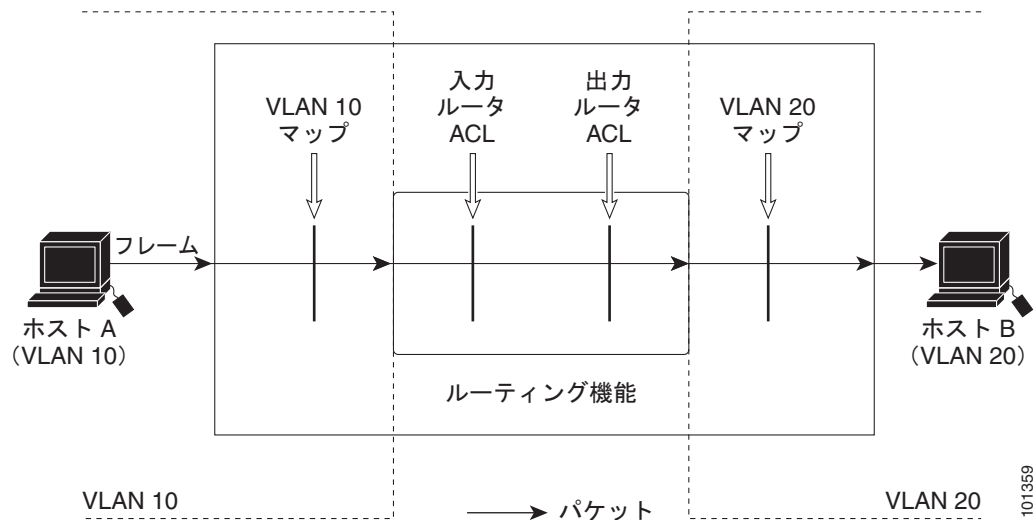 VLAN 10
マップ
入力
ルータ
ACL
出力
ルータ
ACL
VLAN 20
マップ
フレーム
ホスト A
（VLAN 10）
ホスト B
（VLAN 20）
ルーティング機能
VLAN 10
パケット
VLAN 20
101359